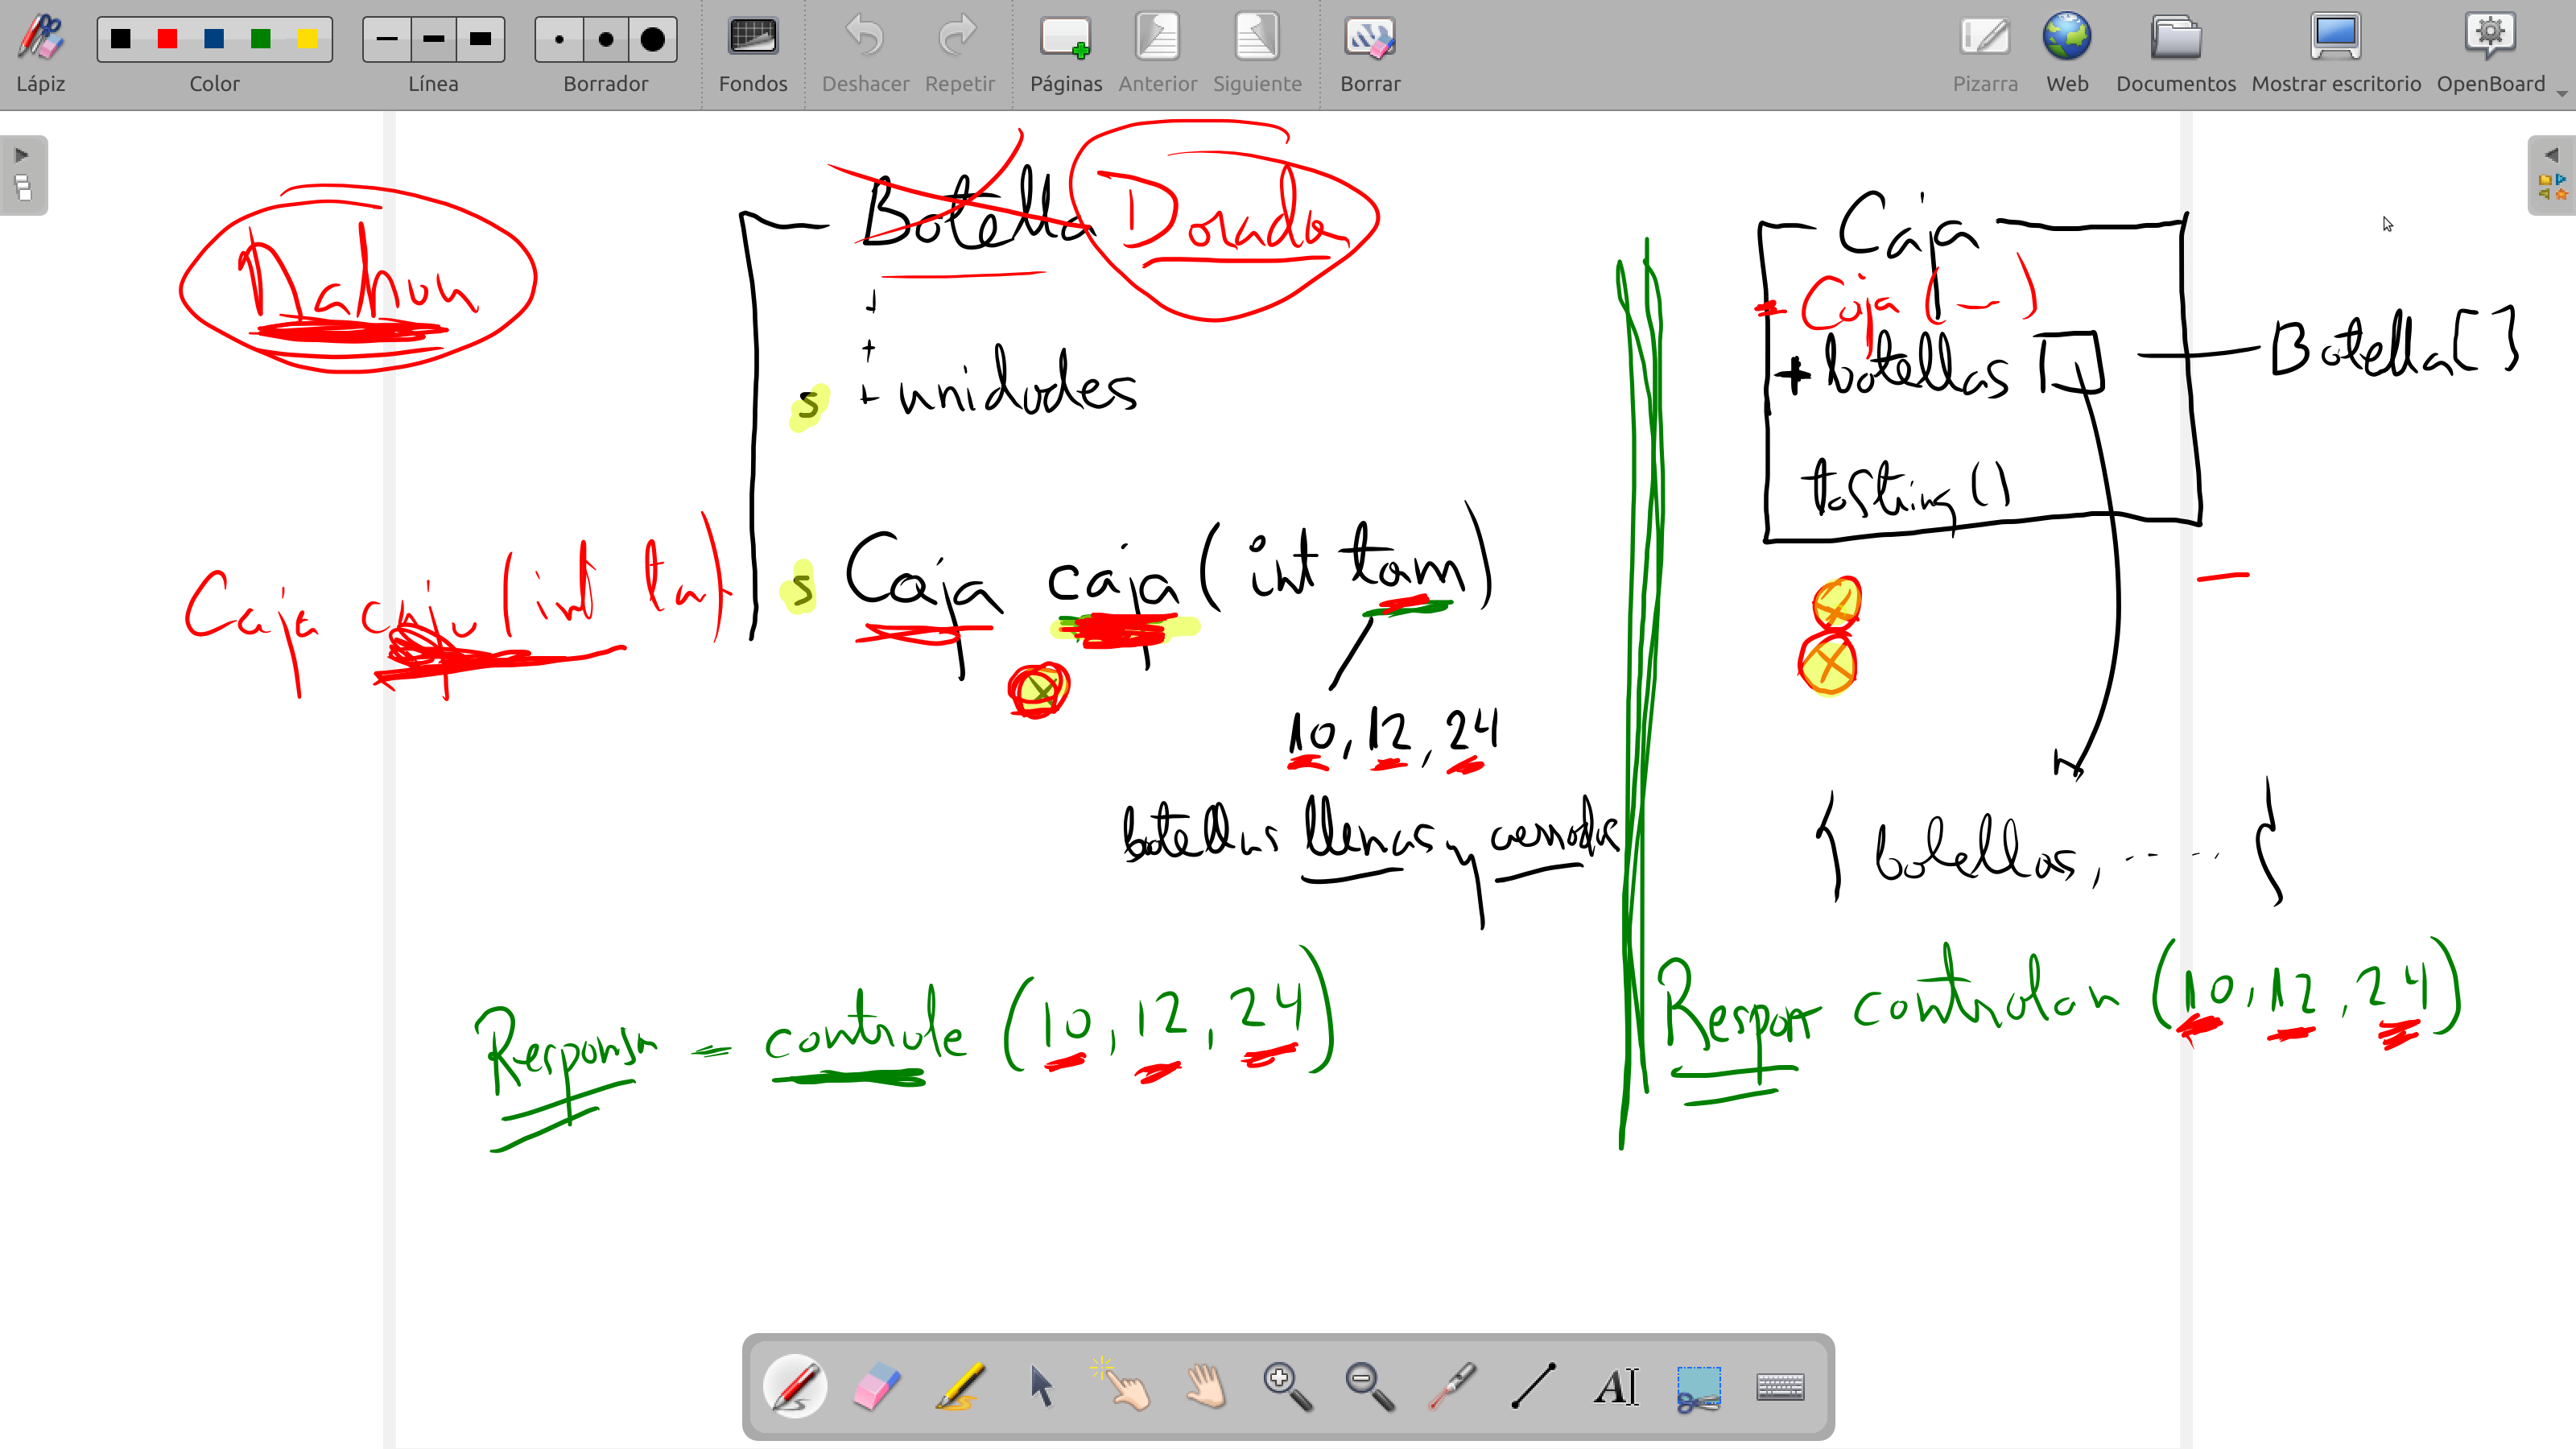 Lápiz Color Línea Borrador Fondos Deshacer Repetir Páginas Anterior Siguiente Borrar Pizarra Web Documentos Mostrar escritorio OpenBoard
Nahun
Botella Dorada
+
+
s + unidades
Caja caja (int ta)
s Caja caja (int tam)
10, 12, 24
botellas llenas y cerradas
Responsa - controle (10, 12, 24)
Caja
- Caja (-)
+ botellas [] — Botella[]
toString()
{ botellas, ..... }
Respon controlan (10, 12, 24)